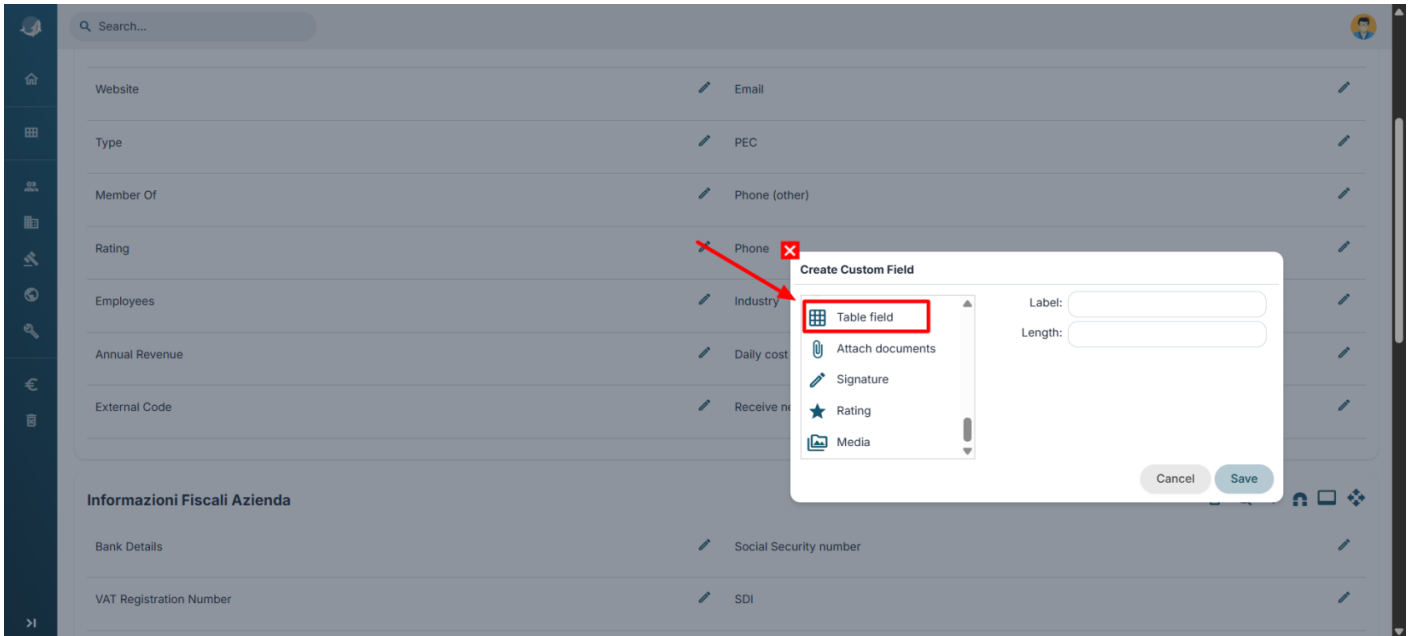 Search...
Website
Email
Type
PEC
Member Of
Phone (other)
Rating
Phone
Create Custom Field
Employees
Industry
Table field
Label:
Attach documents
Length:
Annual Revenue
Daily cost
Signature
External Code
Receive
Rating
Media
Cancel
Save
Informazioni Fiscali Azienda
Bank Details
Social Security number
VAT Registration Number
SDI